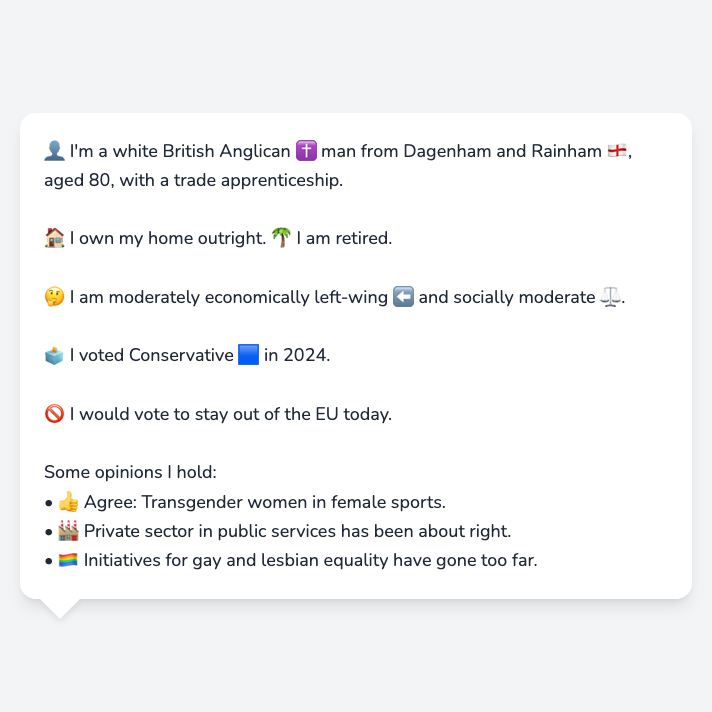 👤 I'm a white British Anglican ✝️ man from Dagenham and Rainham 🏴󠁧󠁢󠁥󠁮󠁧󠁿,
aged 80, with a trade apprenticeship.
🏠 I own my home outright. 🌴 I am retired.
🤔 I am moderately economically left-wing ⬅️ and socially moderate ⚖️.
🗳️ I voted Conservative 🟦 in 2024.
🚫 I would vote to stay out of the EU today.
Some opinions I hold:
• 👍 Agree: Transgender women in female sports.
• 🏭 Private sector in public services has been about right.
• 🏳️‍🌈 Initiatives for gay and lesbian equality have gone too far.